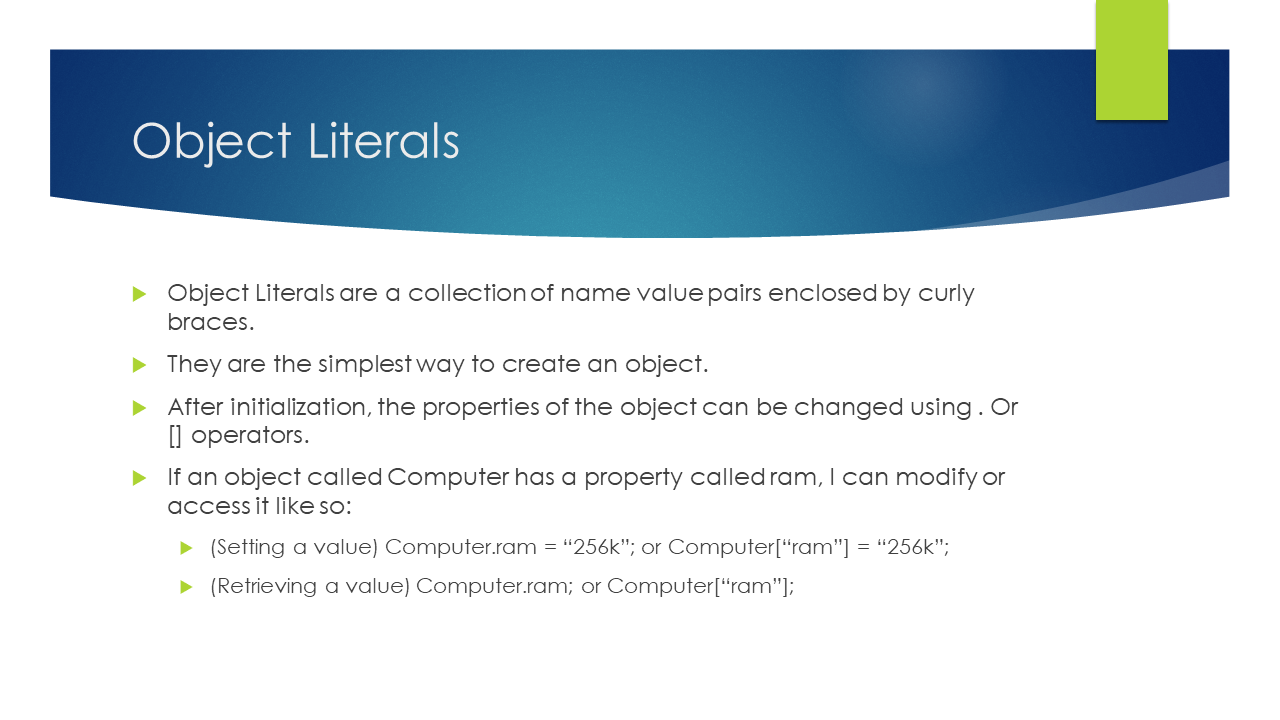 Object Literals
Object Literals are a collection of name value pairs enclosed by curly
braces.
They are the simplest way to create an object.
After initialization, the properties of the object can be changed using . Or
[] operators.
If an object called Computer has a property called ram, I can modify or
access it like so:
(Setting a value) Computer.ram = “256k”; or Computer[“ram”] = “256k”;
(Retrieving a value) Computer.ram; or Computer[“ram”];